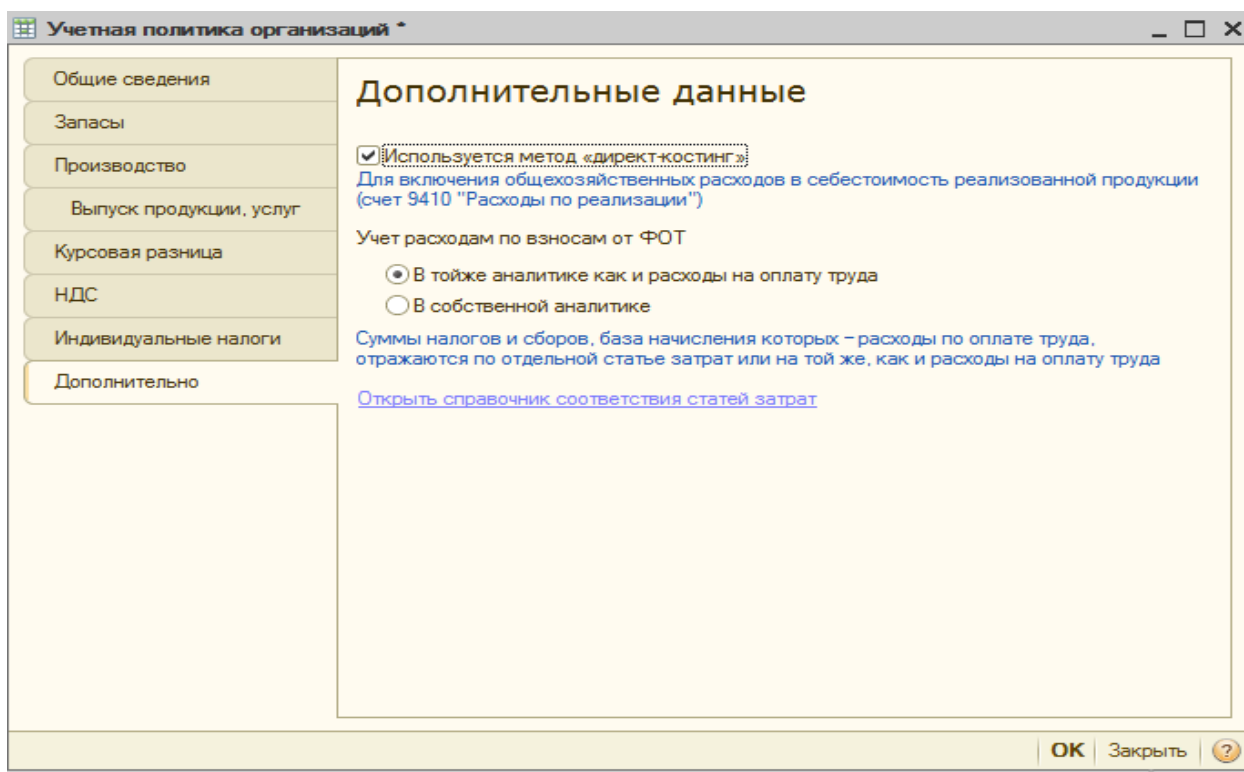 Учетная политика организаций *
Общие сведения
Запасы
Производство
Выпуск продукции, услуг
Курсовая разница
НДС
Индивидуальные налоги
Дополнительно
Дополнительные данные
Используется метод «директ-костинг»
Для включения общехозяйственных расходов в себестоимость реализованной продукции
(счет 9410 "Расходы по реализации")
Учет расходам по взносам от ФОТ
В тойже аналитике как и расходы на оплату труда
В собственной аналитике
Суммы налогов и сборов, база начисления которых – расходы по оплате труда,
отражаются по отдельной статье затрат или на той же, как и расходы на оплату труда
Открыть справочник соответствия статей затрат
OK Закрыть ?